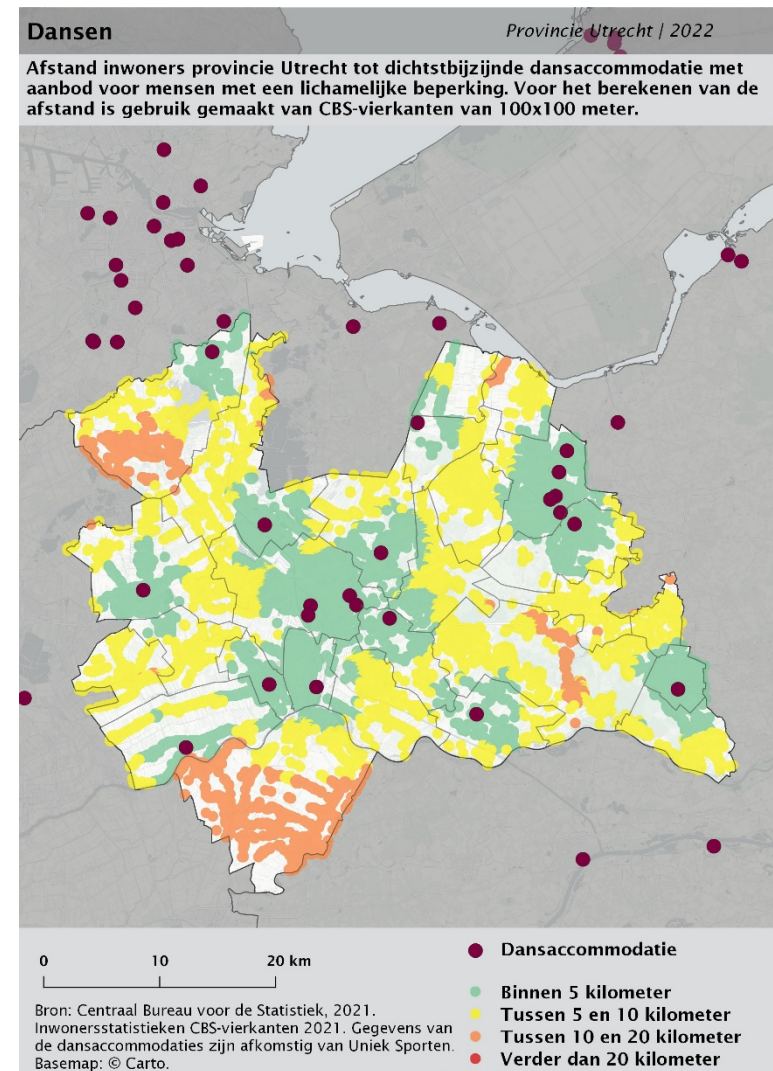 Dansen
Provincie Utrecht | 2022
Afstand inwoners provincie Utrecht tot dichtstbijzijnde dansaccommodatie met
aanbod voor mensen met een lichamelijke beperking. Voor het berekenen van de
afstand is gebruik gemaakt van CBS-vierkanten van 100x100 meter.
0 10 20 km
Bron: Centraal Bureau voor de Statistiek, 2021.
Inwonersstatistieken CBS-vierkanten 2021. Gegevens van
de dansaccommodaties zijn afkomstig van Uniek Sporten.
Basemap: © Carto.
Dansaccommodatie
Binnen 5 kilometer
Tussen 5 en 10 kilometer
Tussen 10 en 20 kilometer
Verder dan 20 kilometer